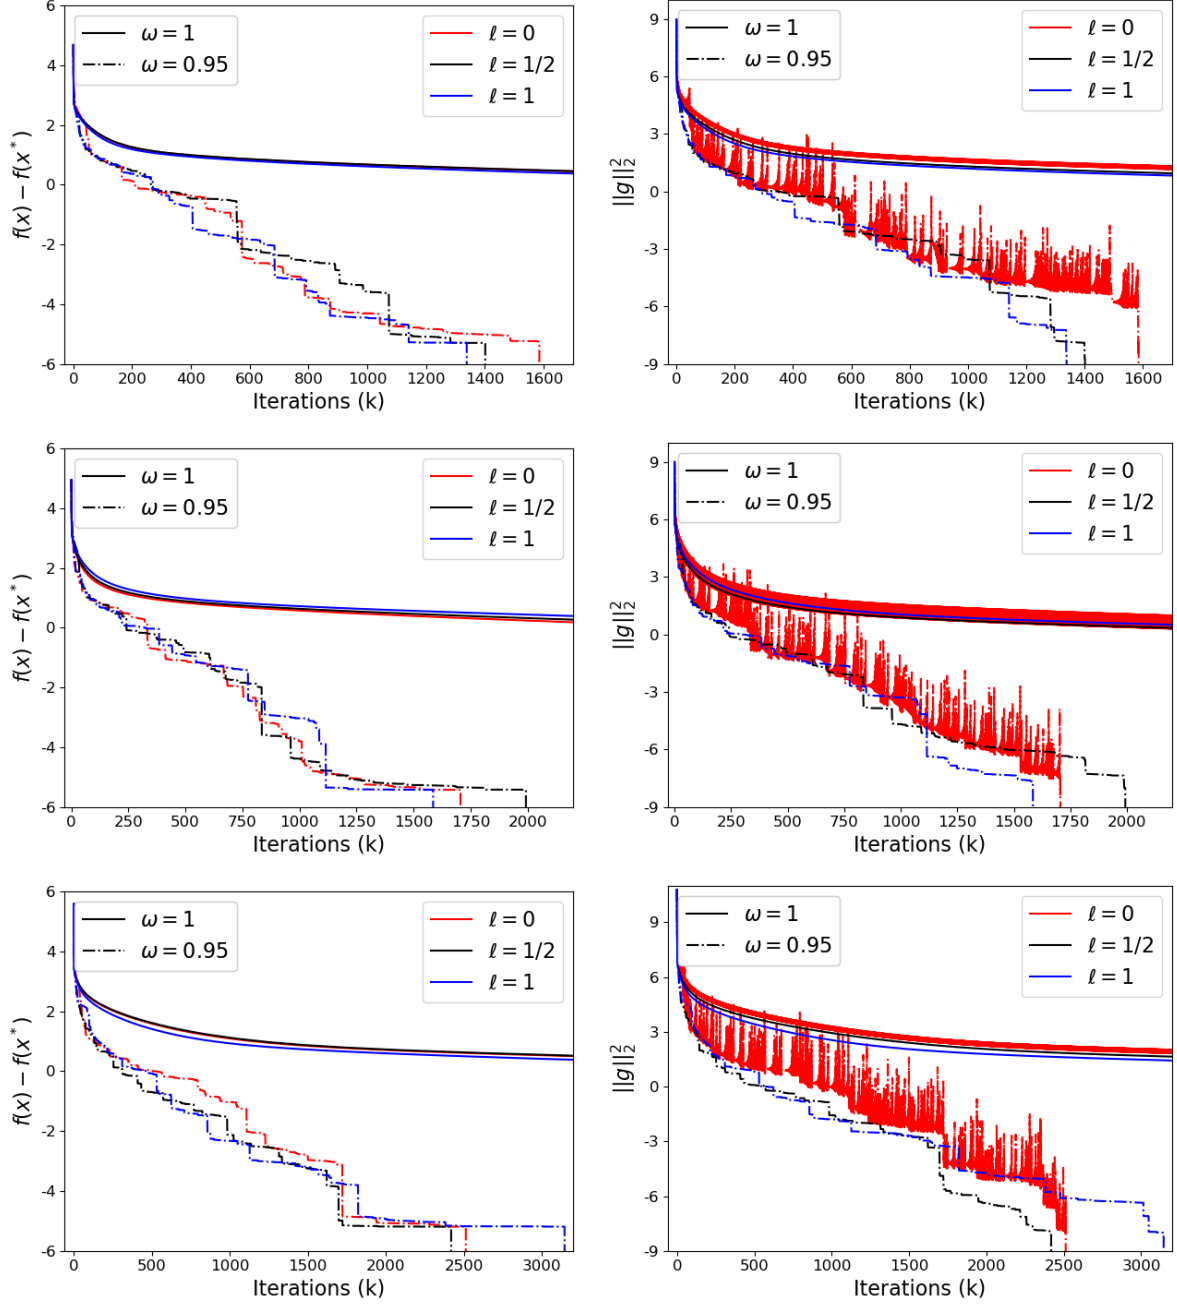 f(x) − f(x*)
6
4
2
0
-2
-4
-6
ω = 1
ω = 0.95
ℓ = 0
ℓ = 1/2
ℓ = 1
0 200 400 600 800 1000 1200 1400 1600
Iterations (k)
||g||₂²
9
6
3
0
-3
-6
-9
ω = 1
ω = 0.95
ℓ = 0
ℓ = 1/2
ℓ = 1
0 200 400 600 800 1000 1200 1400 1600
Iterations (k)
f(x) − f(x*)
6
4
2
0
-2
-4
-6
ω = 1
ω = 0.95
ℓ = 0
ℓ = 1/2
ℓ = 1
0 250 500 750 1000 1250 1500 1750 2000
Iterations (k)
||g||₂²
9
6
3
0
-3
-6
-9
ω = 1
ω = 0.95
ℓ = 0
ℓ = 1/2
ℓ = 1
0 250 500 750 1000 1250 1500 1750 2000
Iterations (k)
f(x) − f(x*)
6
4
2
0
-2
-4
-6
ω = 1
ω = 0.95
ℓ = 0
ℓ = 1/2
ℓ = 1
0 500 1000 1500 2000 2500 3000
Iterations (k)
||g||₂²
9
6
3
0
-3
-6
-9
ω = 1
ω = 0.95
ℓ = 0
ℓ = 1/2
ℓ = 1
0 500 1000 1500 2000 2500 3000
Iterations (k)